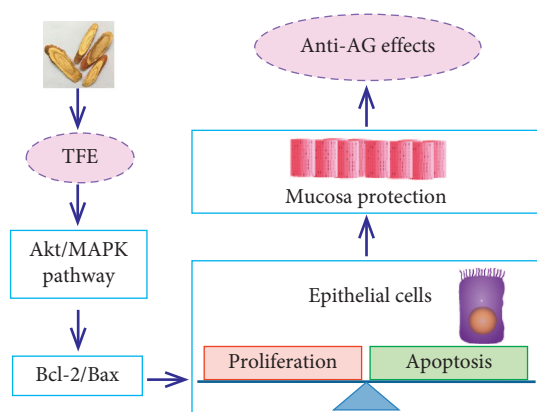 TFE
Akt/MAPK
pathway
Bcl-2/Bax
Epithelial cells
Proliferation
Apoptosis
Mucosa protection
Anti-AG effects